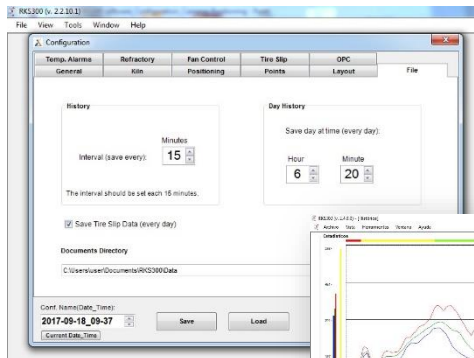 RKS300 (v. 2.2.10.1)
File View Tools Window Help
Configuration
Temp. Alarms Refractory Fan Control Tire Slip OPC
General Kiln Positioning Points Layout File
History
Minutes
Interval (save every): 15
The interval should be set each 15 minutes.
Day History
Save day at time (every day):
Hour Minute
6 20
Save Tire Slip Data (every day)
Documents Directory
C:\Users\user\Documents\RKS300\Data
Conf. Name(Date_Time):
2017-09-18_09-37
Save Load
Current Date_Time
Archivo Herramientas Ventana Ayuda